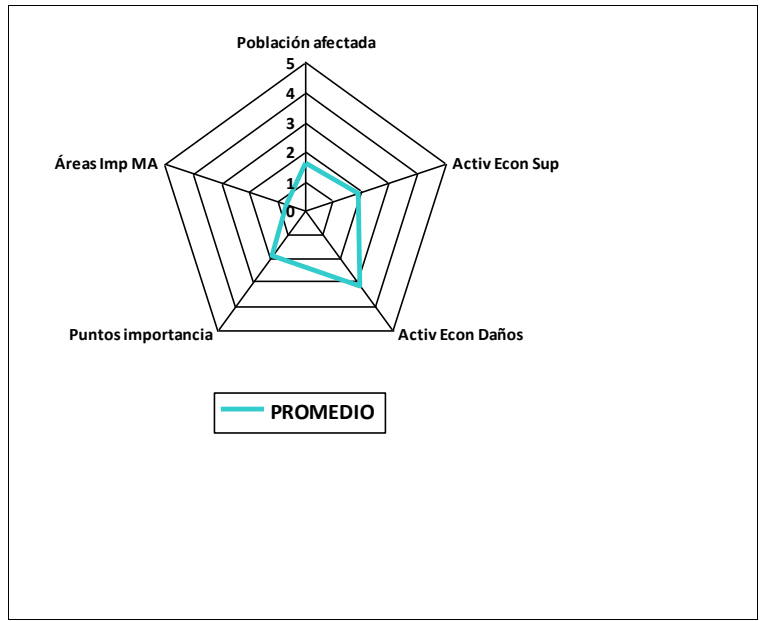 Población afectada
5
4
3
2
1
0
Áreas Imp MA
Activ Econ Sup
Puntos importancia
Activ Econ Daños
PROMEDIO